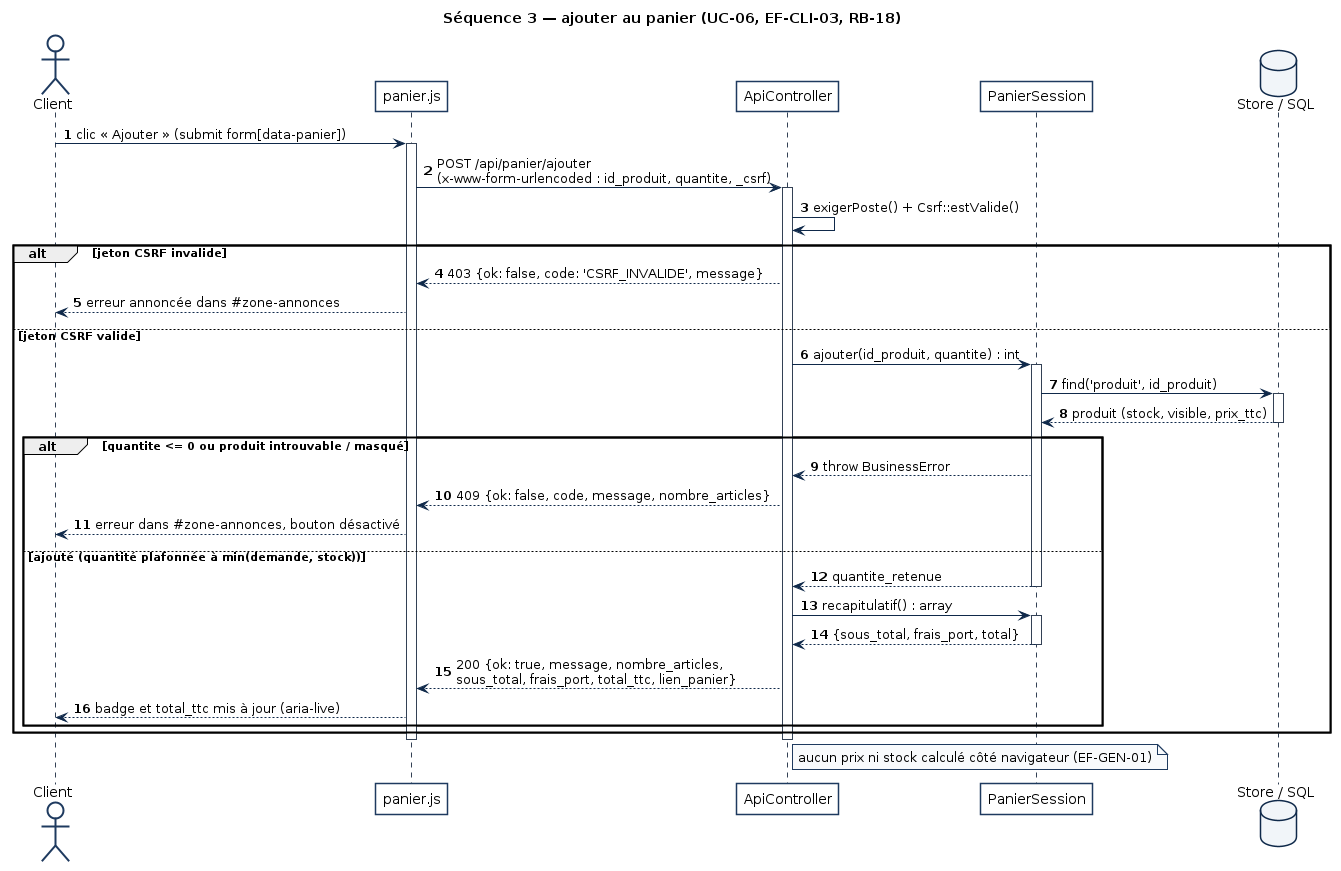 Séquence 3 — ajouter au panier (UC-06, EF-CLI-03, RB-18)
Client
panier.js
ApiController
PanierSession
Store / SQL
1 clic « Ajouter » (submit form[data-panier])
2 POST /api/panier/ajouter
(x-www-form-urlencoded : id_produit, quantite, _csrf)
3 exigerPoste() + Csrf::estValide()
alt [jeton CSRF invalide]
4 403 {ok: false, code: 'CSRF_INVALIDE', message}
5 erreur annoncée dans #zone-annonces
[jeton CSRF valide]
6 ajouter(id_produit, quantite) : int
7 find('produit', id_produit)
8 produit (stock, visible, prix_ttc)
alt [quantite <= 0 ou produit introuvable / masqué]
9 throw BusinessError
10 409 {ok: false, code, message, nombre_articles}
11 erreur dans #zone-annonces, bouton désactivé
[ajouté (quantité plafonnée à min(demande, stock))]
12 quantite_retenue
13 recapitulatif() : array
14 {sous_total, frais_port, total}
15 200 {ok: true, message, nombre_articles,
sous_total, frais_port, total_ttc, lien_panier}
16 badge et total_ttc mis à jour (aria-live)
aucun prix ni stock calculé côté navigateur (EF-GEN-01)
Client
panier.js
ApiController
PanierSession
Store / SQL